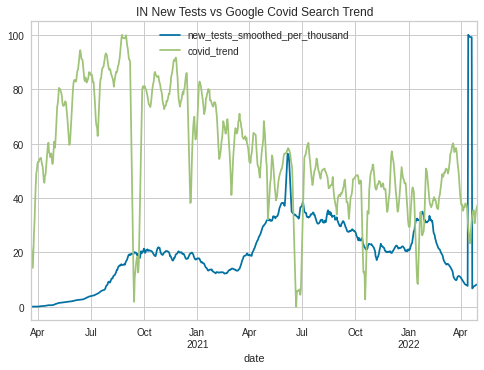 IN New Tests vs Google Covid Search Trend
new_tests_smoothed_per_thousand
covid_trend
100
80
60
40
20
0
Apr Jul Oct Jan Apr Jul Oct Jan Apr
2021 2022
date